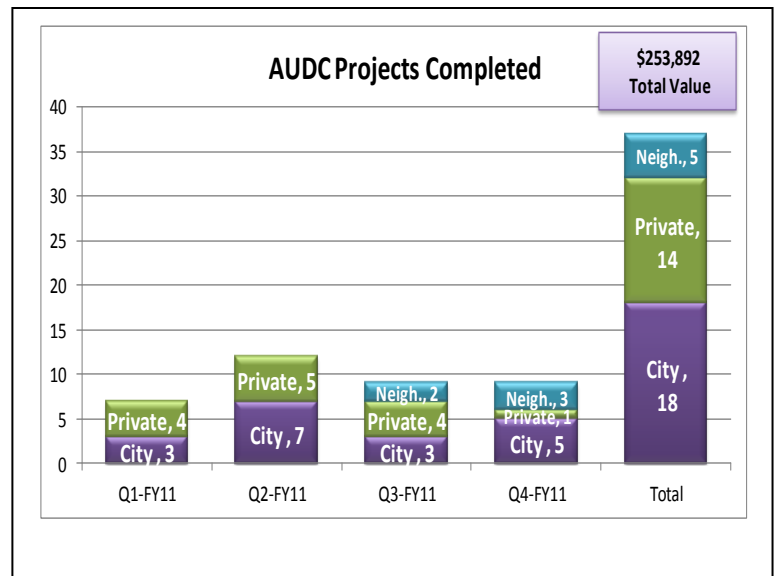 AUDC Projects Completed
$253,892
Total Value
40
35
30
25
20
15
10
5
0
Private, 4
City, 3
Private, 5
City, 7
Neigh., 2
Private, 4
City, 3
Neigh., 3
Private, 1
City, 5
Neigh., 5
Private,
14
City,
18
Q1-FY11
Q2-FY11
Q3-FY11
Q4-FY11
Total